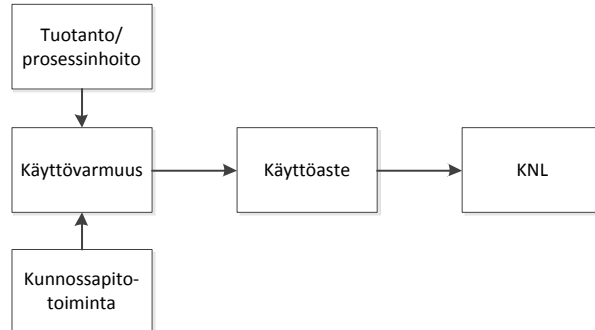 Tuotanto/
prosessinhoito
Käyttövarmuus
Käyttöaste
KNL
Kunnossapito-
toiminta